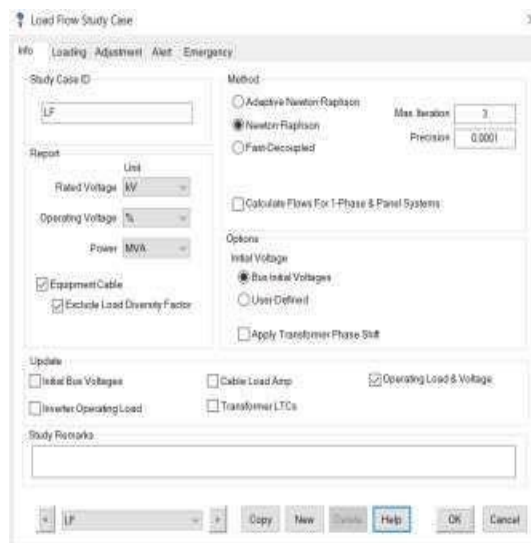 Load Flow Study Case
Info Loading Adjustment Alert Emergency
Study Case ID
LF
Method
Adaptive Newton-Raphson
Newton-Raphson
Fast-Decoupled
Max. Iteration 3
Precision 0.0001
Calculate Flows For 1-Phase & Panel Systems
Report
Unit
Rated Voltage kV
Operating Voltage %
Power MVA
Equipment Cable
Exclude Load Diversity Factor
Options
Initial Voltage
Bus Initial Voltages
User-Defined
Apply Transformer Phase Shift
Update
Initial Bus Voltages
Cable Load Amp
Operating Load & Voltage
Inverter Operating Load
Transformer LTCs
Study Remarks
LF
Copy New Delete Help OK Cancel